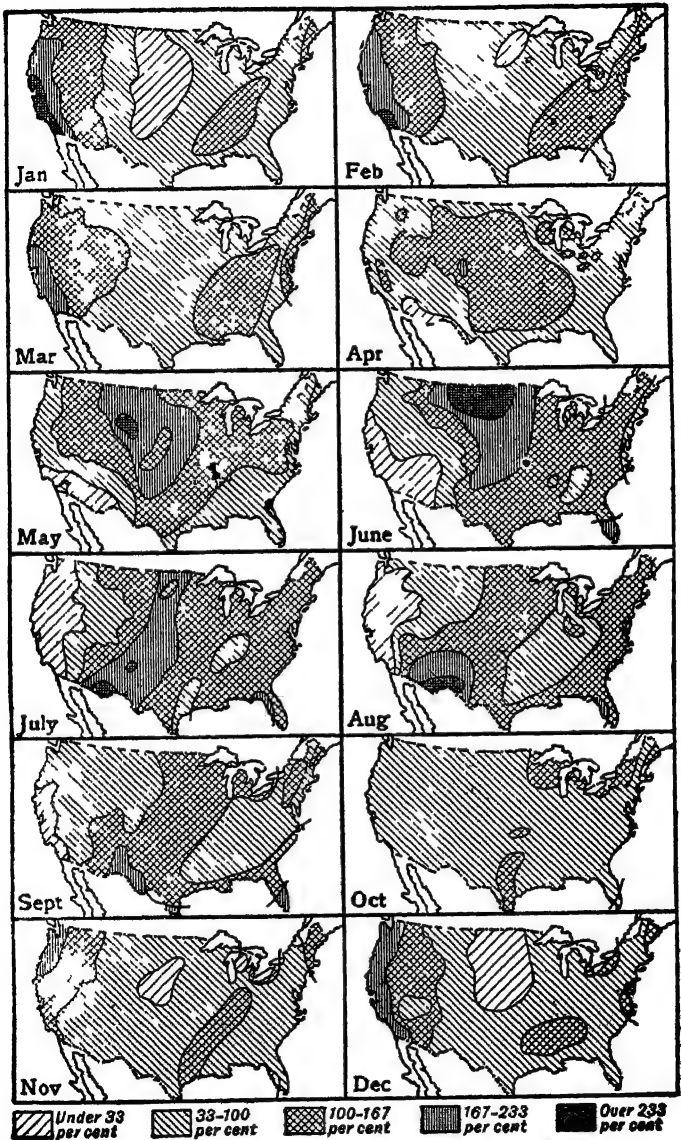 Jan
Feb
Mar
Apr
May
June
July
Aug
Sept
Oct
Nov
Dec
Under 33 per cent
33-100 per cent
100-167 per cent
167-233 per cent
Over 233 per cent